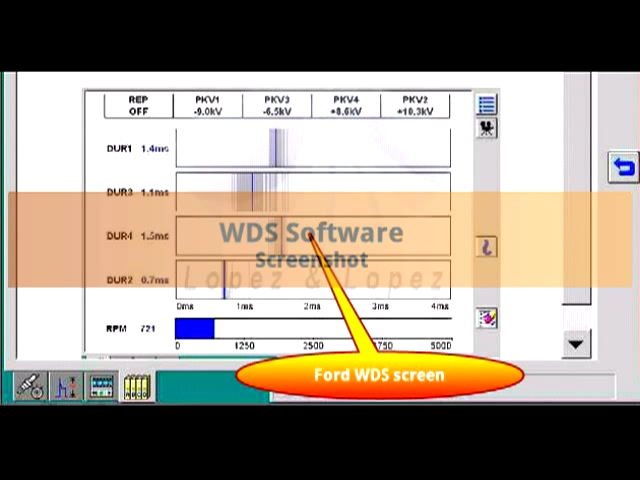 REP PKV1 PKV3 PKV4 PKV2
OFF -9.0kV -6.5kV +8.6kV +10.3kV
DUR1 1.4ms
DUR3 1.1ms
WDS Software
DUR4 1.5ms
Screenshot
DUR2 0.7ms
Lopez & Lopez
0ms 1ms 2ms 3ms 4ms
RPM 721
0 1250 2500 3750 5000
Ford WDS screen